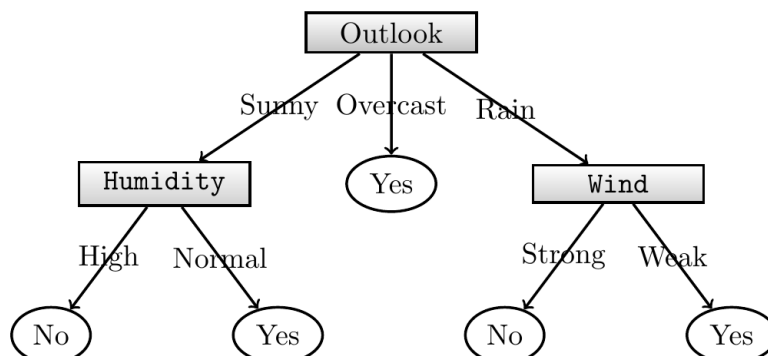 Outlook
Sunny Overcast Rain
Humidity Yes Wind
High Normal Strong Weak
No Yes No Yes